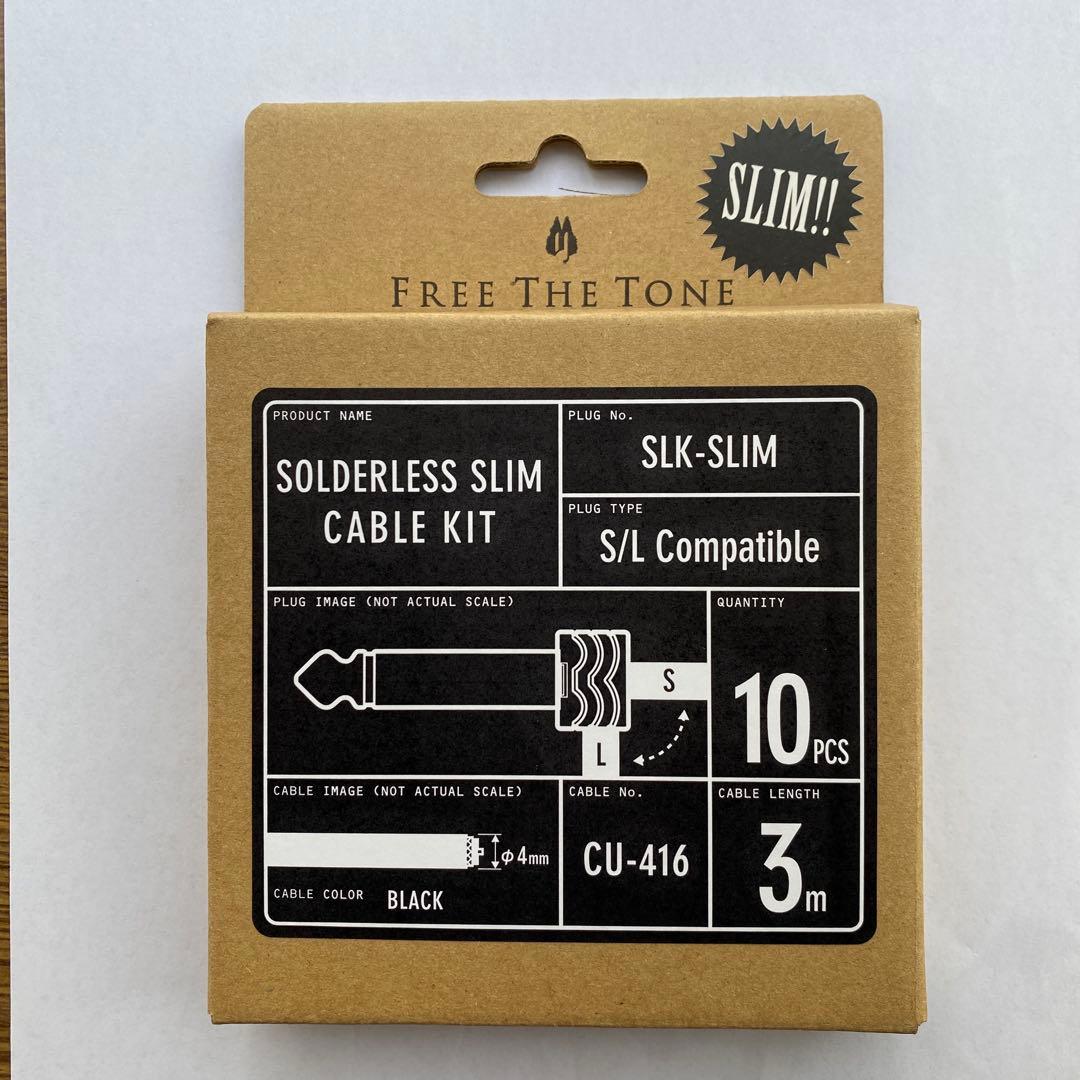 SLIM!!
FREE THE TONE
PRODUCT NAME
SOLDERLESS SLIM
CABLE KIT
PLUG No.
SLK-SLIM
PLUG TYPE
S/L Compatible
PLUG IMAGE (NOT ACTUAL SCALE)
S
L
QUANTITY
10PCS
CABLE IMAGE (NOT ACTUAL SCALE)
φ4mm
CABLE COLOR BLACK
CABLE No.
CU-416
CABLE LENGTH
3m